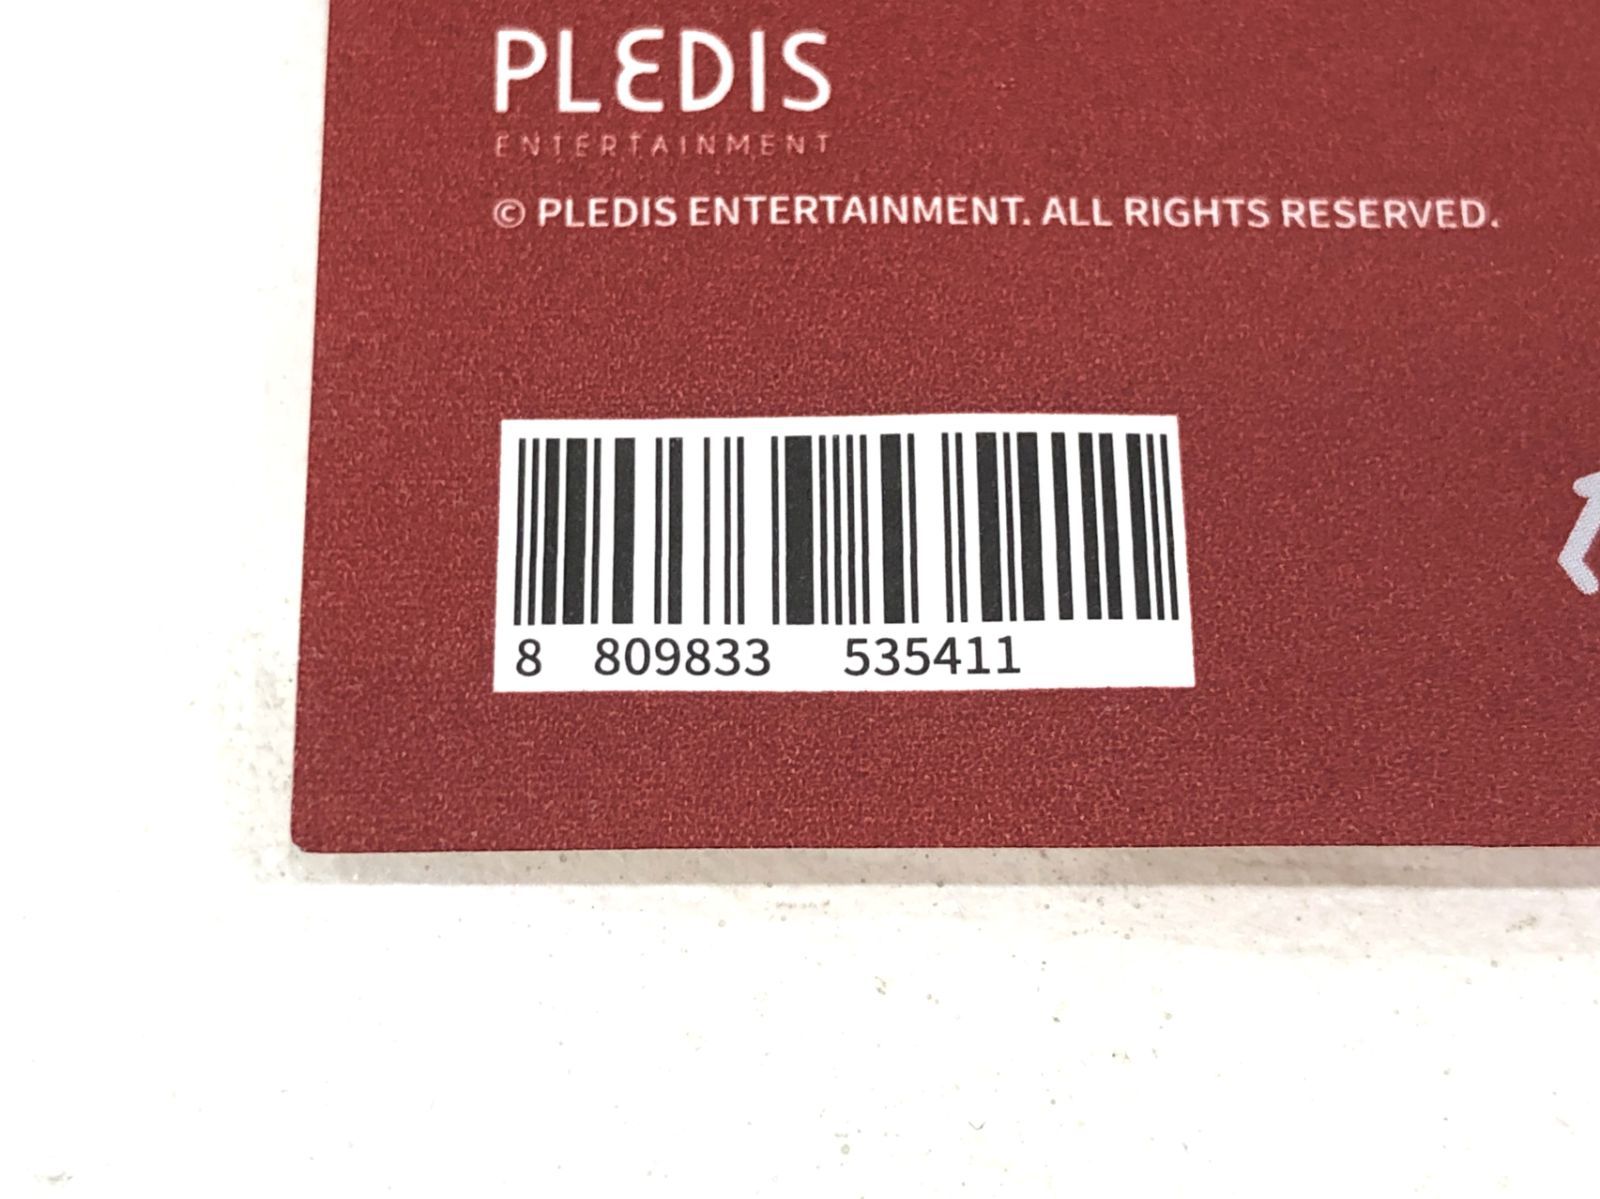 PLEDIS
ENTERTAINMENT
© PLEDIS ENTERTAINMENT. ALL RIGHTS RESERVED.
8 809833 535411